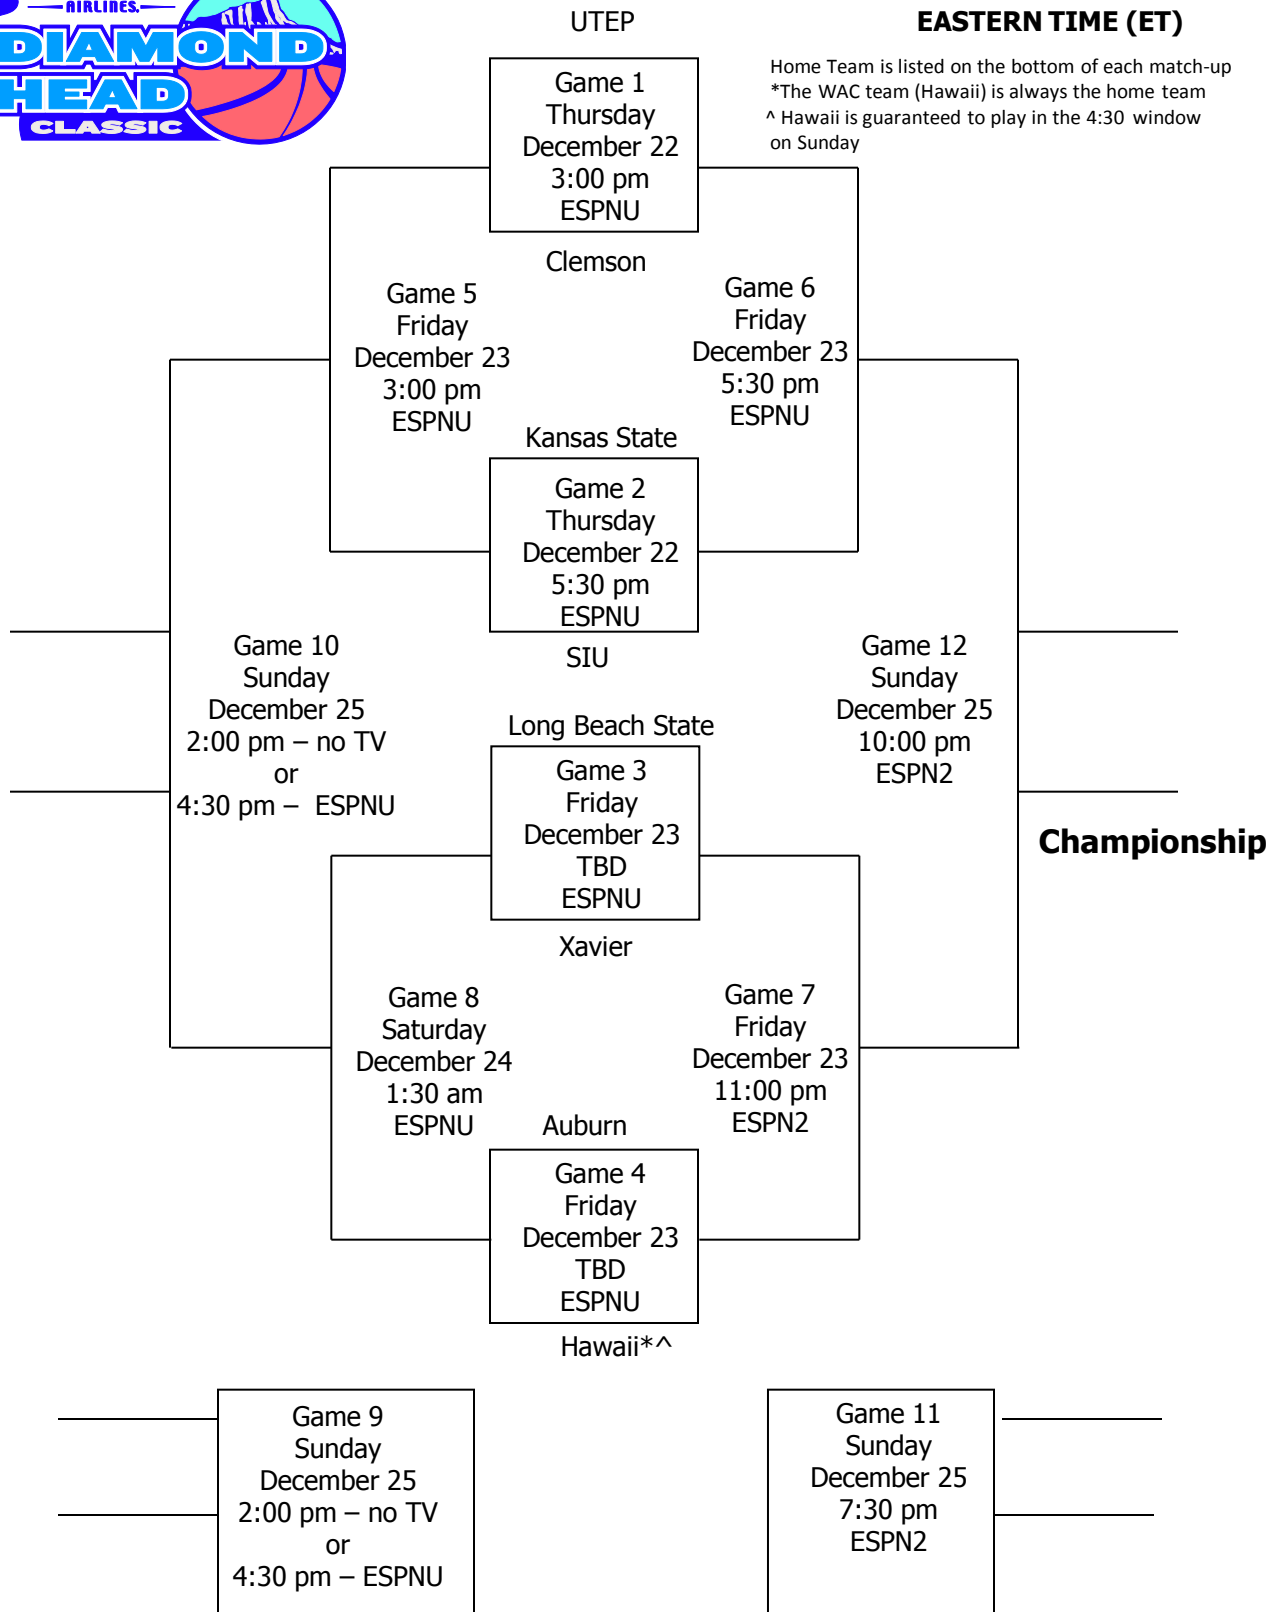 AIRLINES.
DIAMOND
HEAD
CLASSIC
EASTERN TIME (ET)
Home Team is listed on the bottom of each match-up
*The WAC team (Hawaii) is always the home team
^ Hawaii is guaranteed to play in the 4:30 window
on Sunday
UTEP
Game 1
Thursday
December 22
3:00 pm
ESPNU
Clemson
Game 5
Friday
December 23
3:00 pm
ESPNU
Game 6
Friday
December 23
5:30 pm
ESPNU
Kansas State
Game 2
Thursday
December 22
5:30 pm
ESPNU
SIU
Game 10
Sunday
December 25
2:00 pm – no TV
or
4:30 pm – ESPNU
Game 12
Sunday
December 25
10:00 pm
ESPN2
Championship
Long Beach State
Game 3
Friday
December 23
TBD
ESPNU
Xavier
Game 8
Saturday
December 24
1:30 am
ESPNU
Game 7
Friday
December 23
11:00 pm
ESPN2
Auburn
Game 4
Friday
December 23
TBD
ESPNU
Hawaii*^
Game 9
Sunday
December 25
2:00 pm – no TV
or
4:30 pm – ESPNU
Game 11
Sunday
December 25
7:30 pm
ESPN2